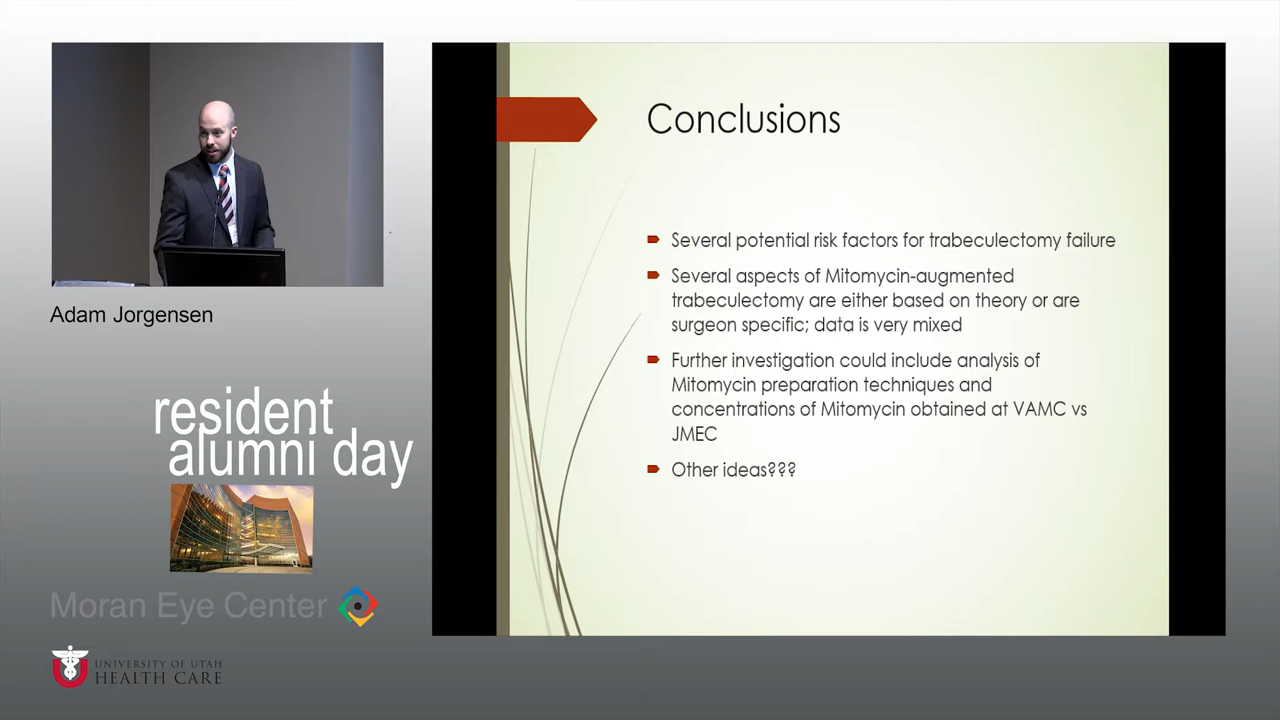 Adam Jorgensen
resident
alumni day
Moran Eye Center
UNIVERSITY OF UTAH
HEALTH CARE
Conclusions
Several potential risk factors for trabeculectomy failure
Several aspects of Mitomycin-augmented
trabeculectomy are either based on theory or are
surgeon specific; data is very mixed
Further investigation could include analysis of
Mitomycin preparation techniques and
concentrations of Mitomycin obtained at VAMC vs
JMEC
Other ideas???